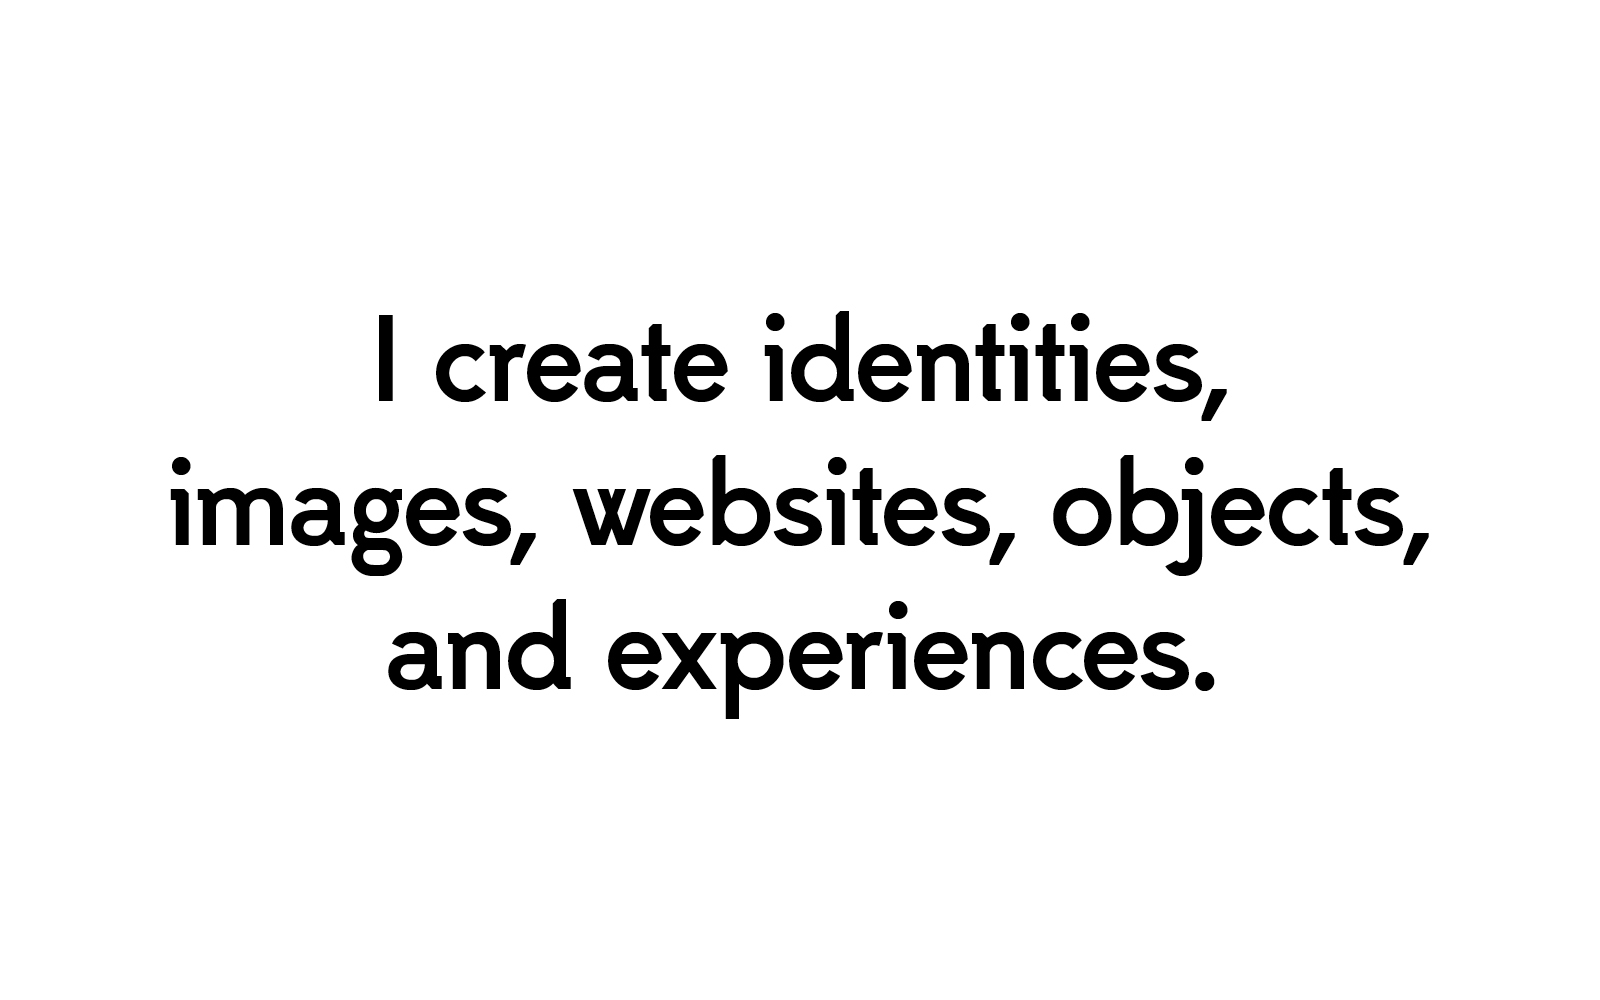 I create identities,
images, websites, objects,
and experiences.